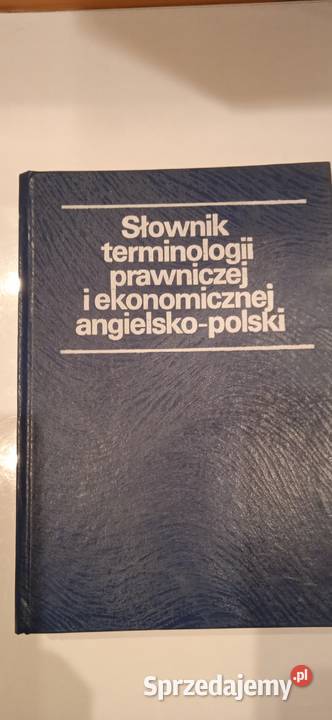 Słownik
terminologii
prawniczej
i ekonomicznej
angielsko-polski
Sprzedajemy.pl